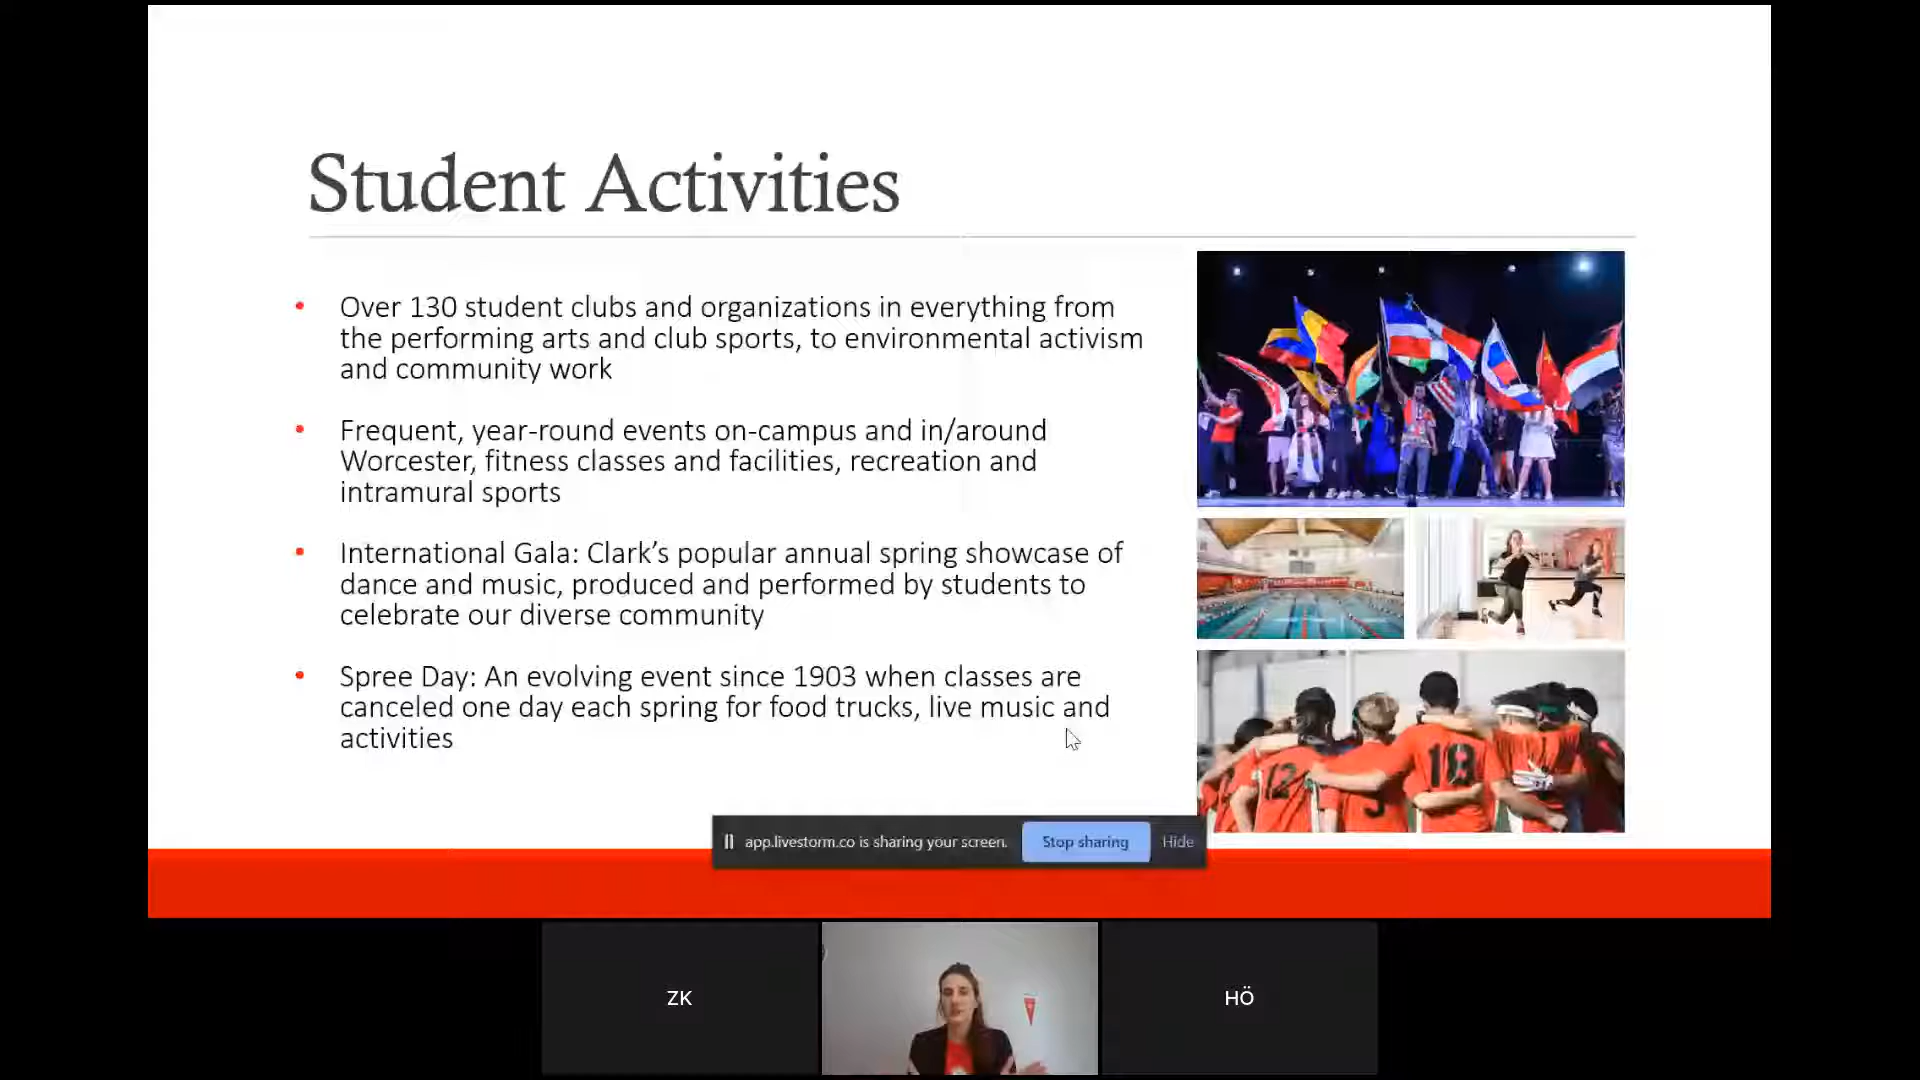 Student Activities
• Over 130 student clubs and organizations in everything from
the performing arts and club sports, to environmental activism
and community work
• Frequent, year-round events on-campus and in/around
Worcester, fitness classes and facilities, recreation and
intramural sports
• International Gala: Clark’s popular annual spring showcase of
dance and music, produced and performed by students to
celebrate our diverse community
• Spree Day: An evolving event since 1903 when classes are
canceled one day each spring for food trucks, live music and
activities
12
18
app.livestorm.co is sharing your screen. Stop sharing Hide
ZK
HÖ